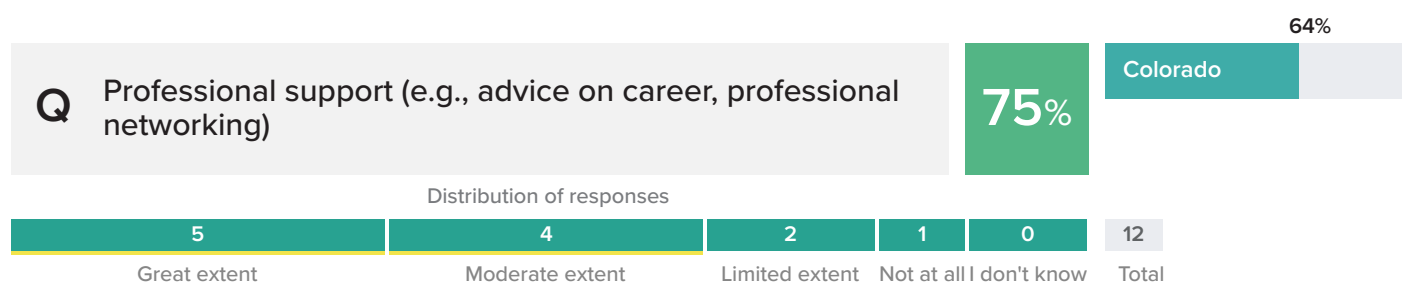 64%
Q
Professional support (e.g., advice on career, professional
networking)
75%
Colorado
Distribution of responses
5 4 2 1 0 12
Great extent Moderate extent Limited extent Not at all I don't know Total